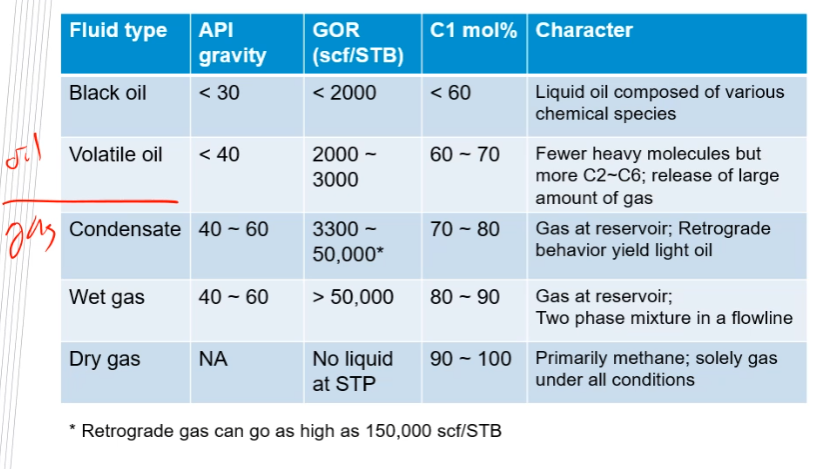 Fluid type API gravity GOR (scf/STB) C1 mol% Character
Black oil < 30 < 2000 < 60 Liquid oil composed of various chemical species
oil
Volatile oil < 40 2000 ~ 3000 60 ~ 70 Fewer heavy molecules but more C2~C6; release of large amount of gas
gas
Condensate 40 ~ 60 3300 ~ 50,000* 70 ~ 80 Gas at reservoir; Retrograde behavior yield light oil
Wet gas 40 ~ 60 > 50,000 80 ~ 90 Gas at reservoir; Two phase mixture in a flowline
Dry gas NA No liquid at STP 90 ~ 100 Primarily methane; solely gas under all conditions
* Retrograde gas can go as high as 150,000 scf/STB